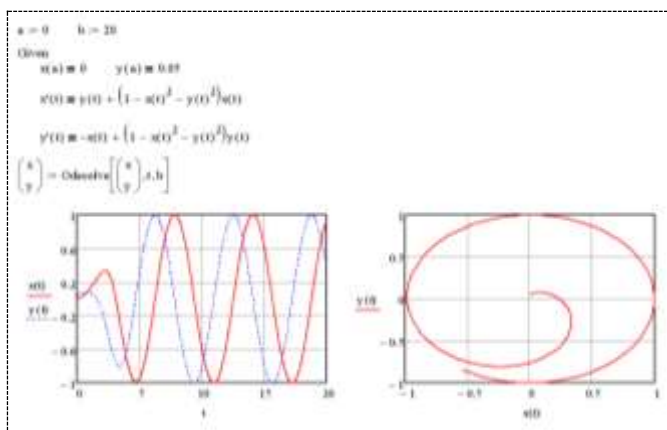 a := 0 b := 20
Given
x(a) ≡ 0 y(a) ≡ 0.05
x'(t) ≡ y(t) + (1 - x(t)² - y(t)²)x(t)
y'(t) ≡ -x(t) + (1 - x(t)² - y(t)²)y(t)
(x y) := Odesolve[(x y), t, b]
1
0.6
0.2
-0.2
-0.6
-1
x(t)
y(t)
0 5 10 15 20
t
1
0.5
0
-0.5
-1
y(t)
-1 -0.5 0 0.5 1
x(t)